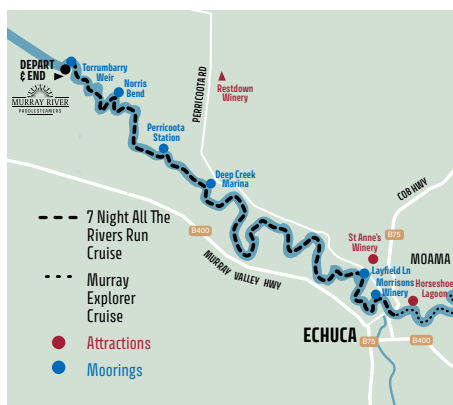 DEPART
& END
MURRAY RIVER
PADDLESTEAMERS
Torrumbarry
Weir
Norris
Bend
PERRICOOTA RD
Restdown
Winery
Perricoota
Station
Deep Creek
Marina
B400
MURRAY VALLEY HWY
COB HWY
B75
St Anne's
Winery
MOAMA
Layfield Ln
Morrisons
Winery
Horseshoe
Lagoon
ECHUCA
B75
B400
7 Night All The
Rivers Run
Cruise
Murray
Explorer
Cruise
Attractions
Moorings